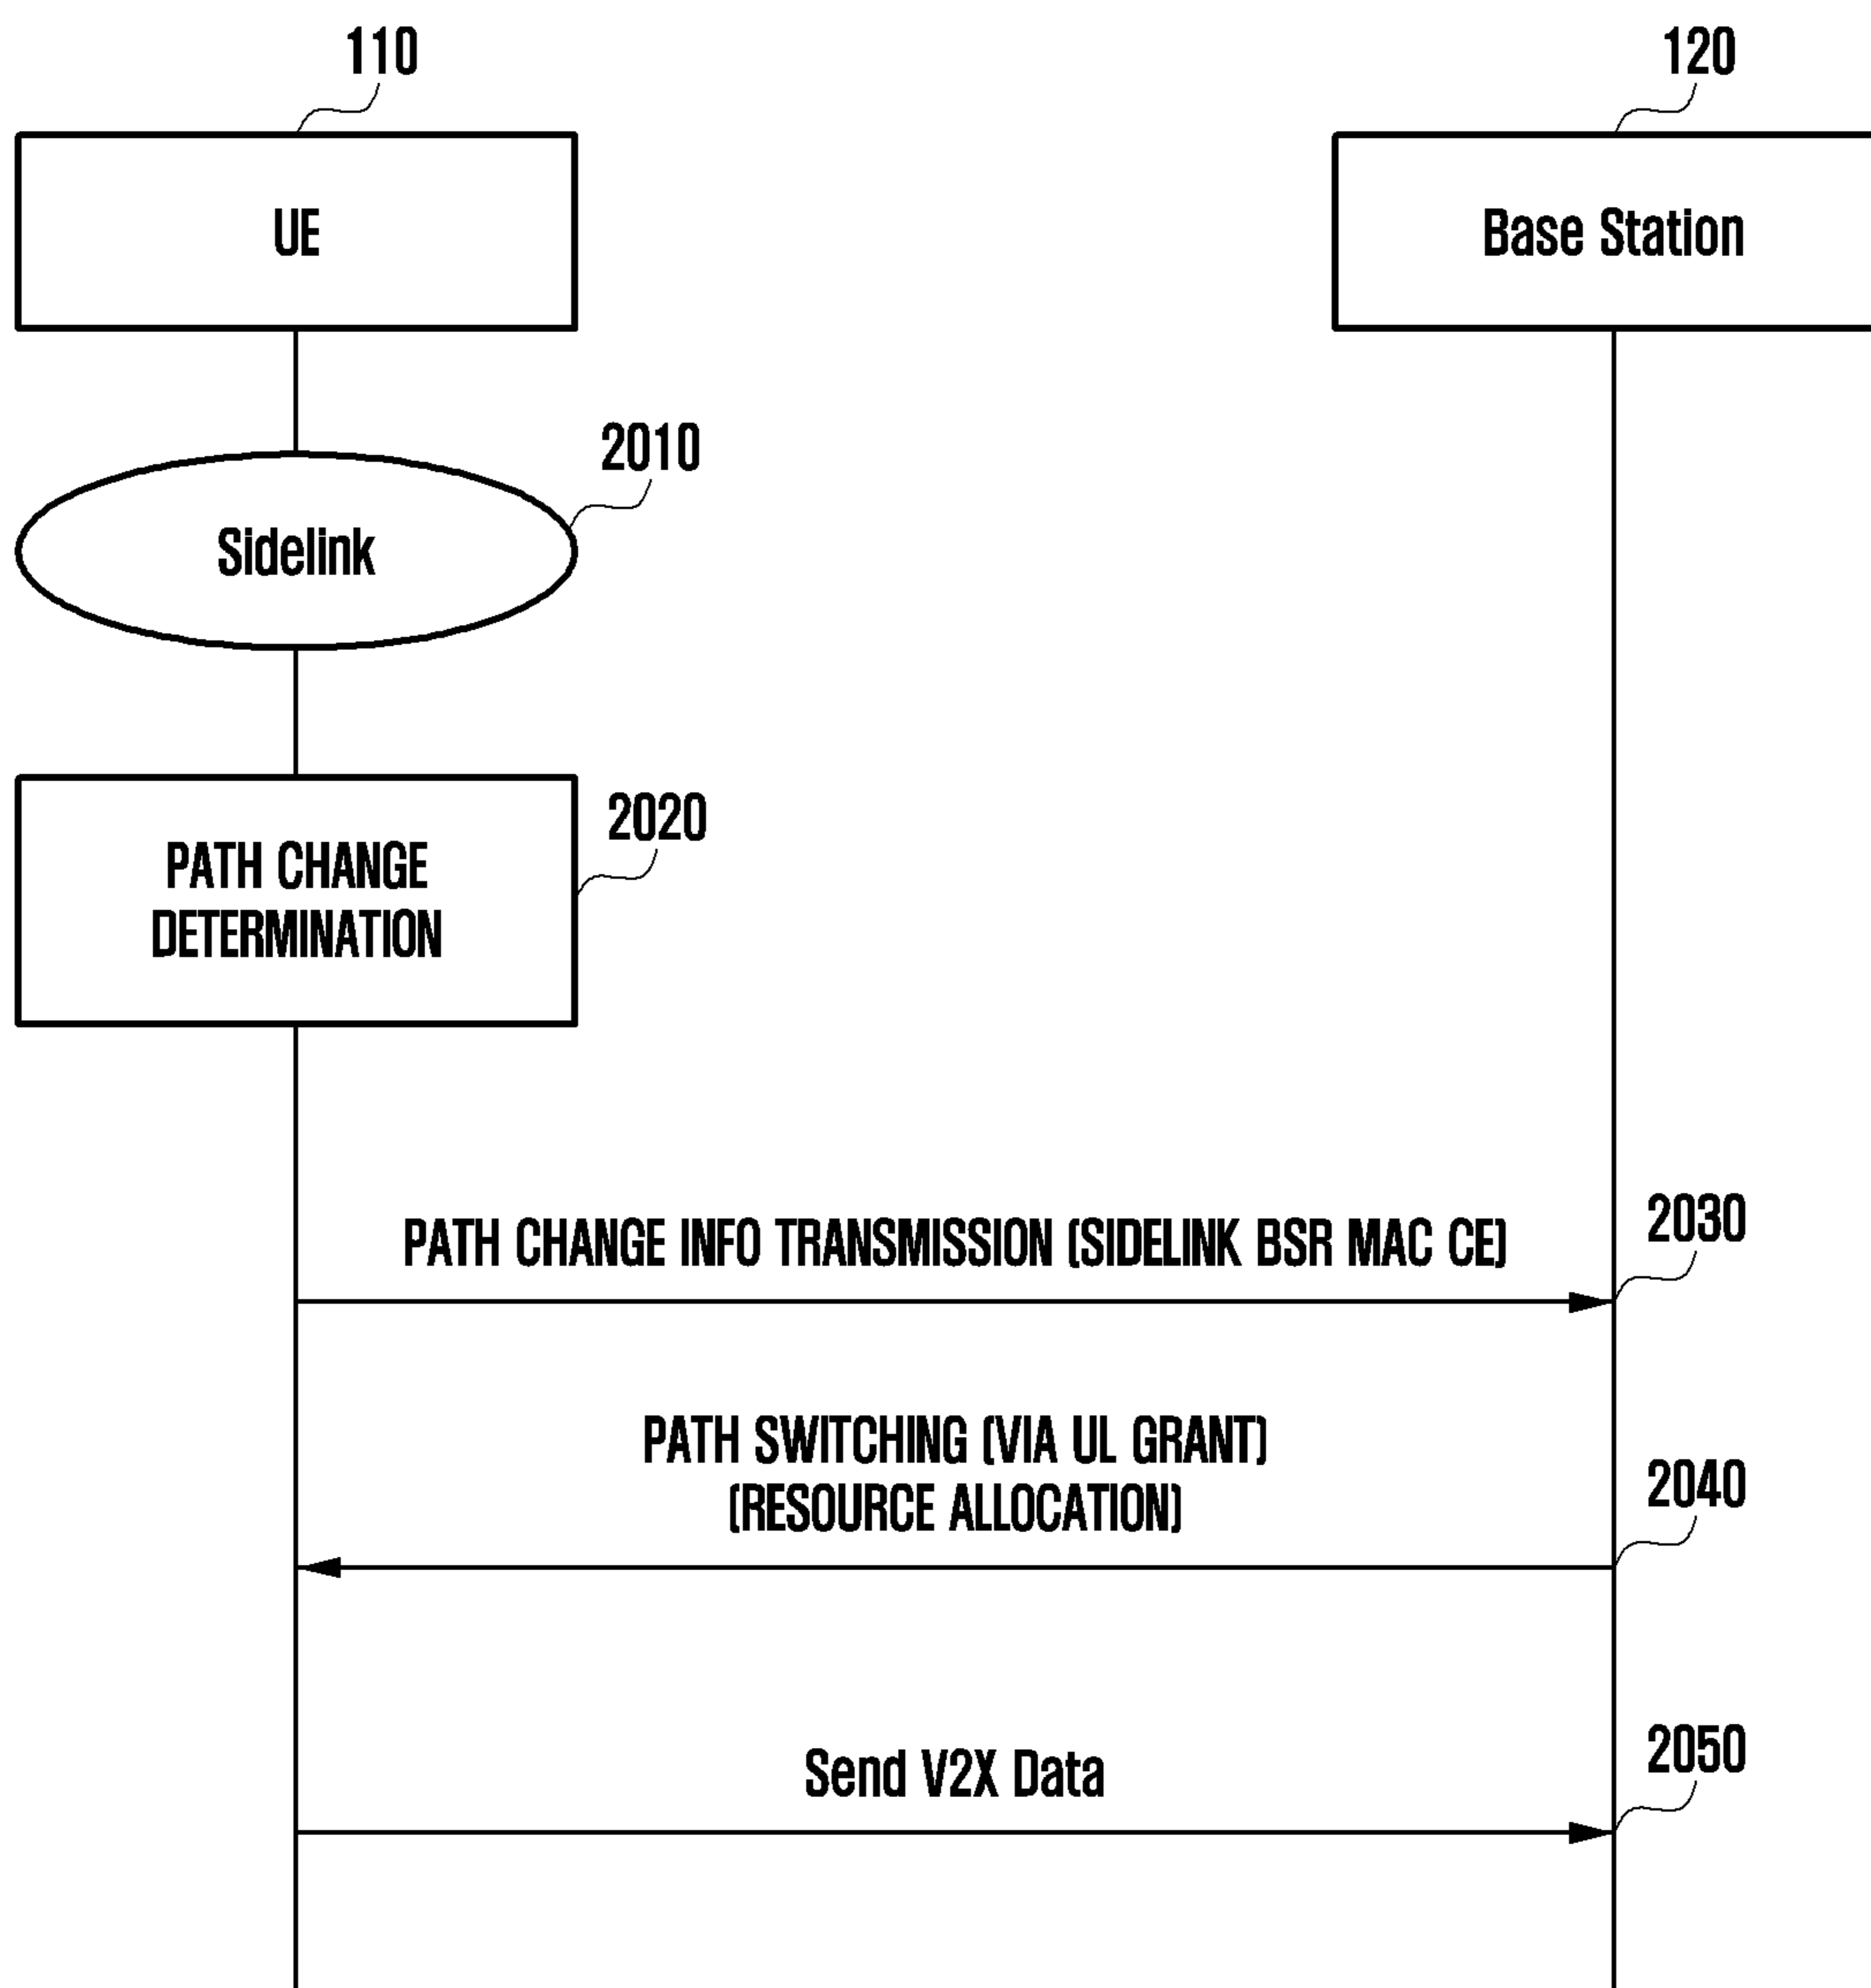 110
120
UE
Base Station
2010
Sidelink
2020
PATH CHANGE
DETERMINATION
2030
PATH CHANGE INFO TRANSMISSION (SIDELINK BSR MAC CE)
PATH SWITCHING (VIA UL GRANT)
2040
(RESOURCE ALLOCATION)
2050
Send V2X Data